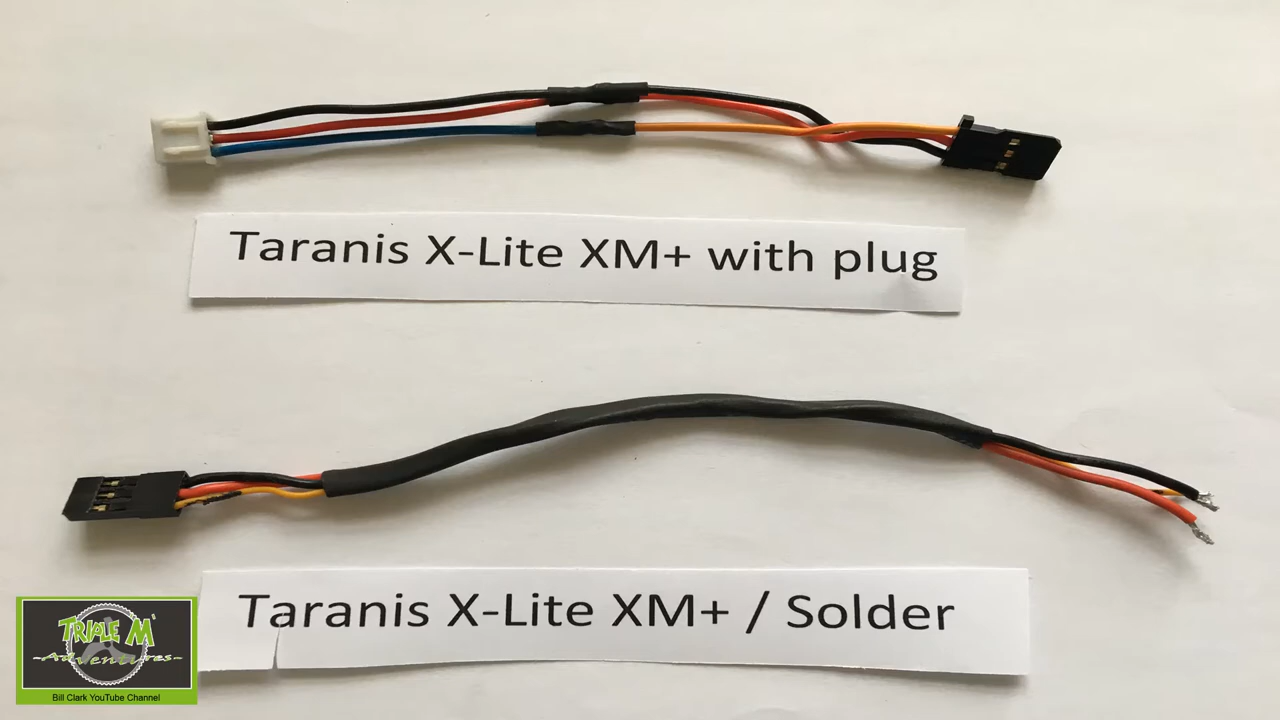 Taranis X-Lite XM+ with plug
Taranis X-Lite XM+ / Solder
TRIPLE M
-Adventures-
Bill Clark YouTube Channel